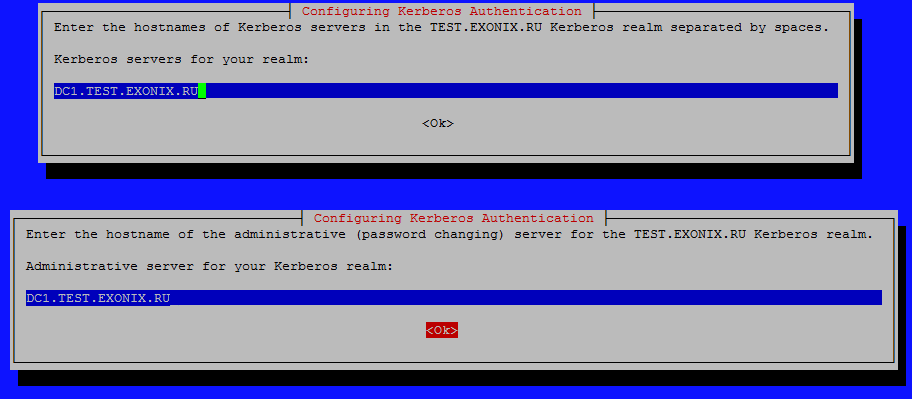 Configuring Kerberos Authentication
Enter the hostnames of Kerberos servers in the TEST.EXONIX.RU Kerberos realm separated by spaces.
Kerberos servers for your realm:
DC1.TEST.EXONIX.RU
<Ok>
Configuring Kerberos Authentication
Enter the hostname of the administrative (password changing) server for the TEST.EXONIX.RU Kerberos realm.
Administrative server for your Kerberos realm:
DC1.TEST.EXONIX.RU
<Ok>